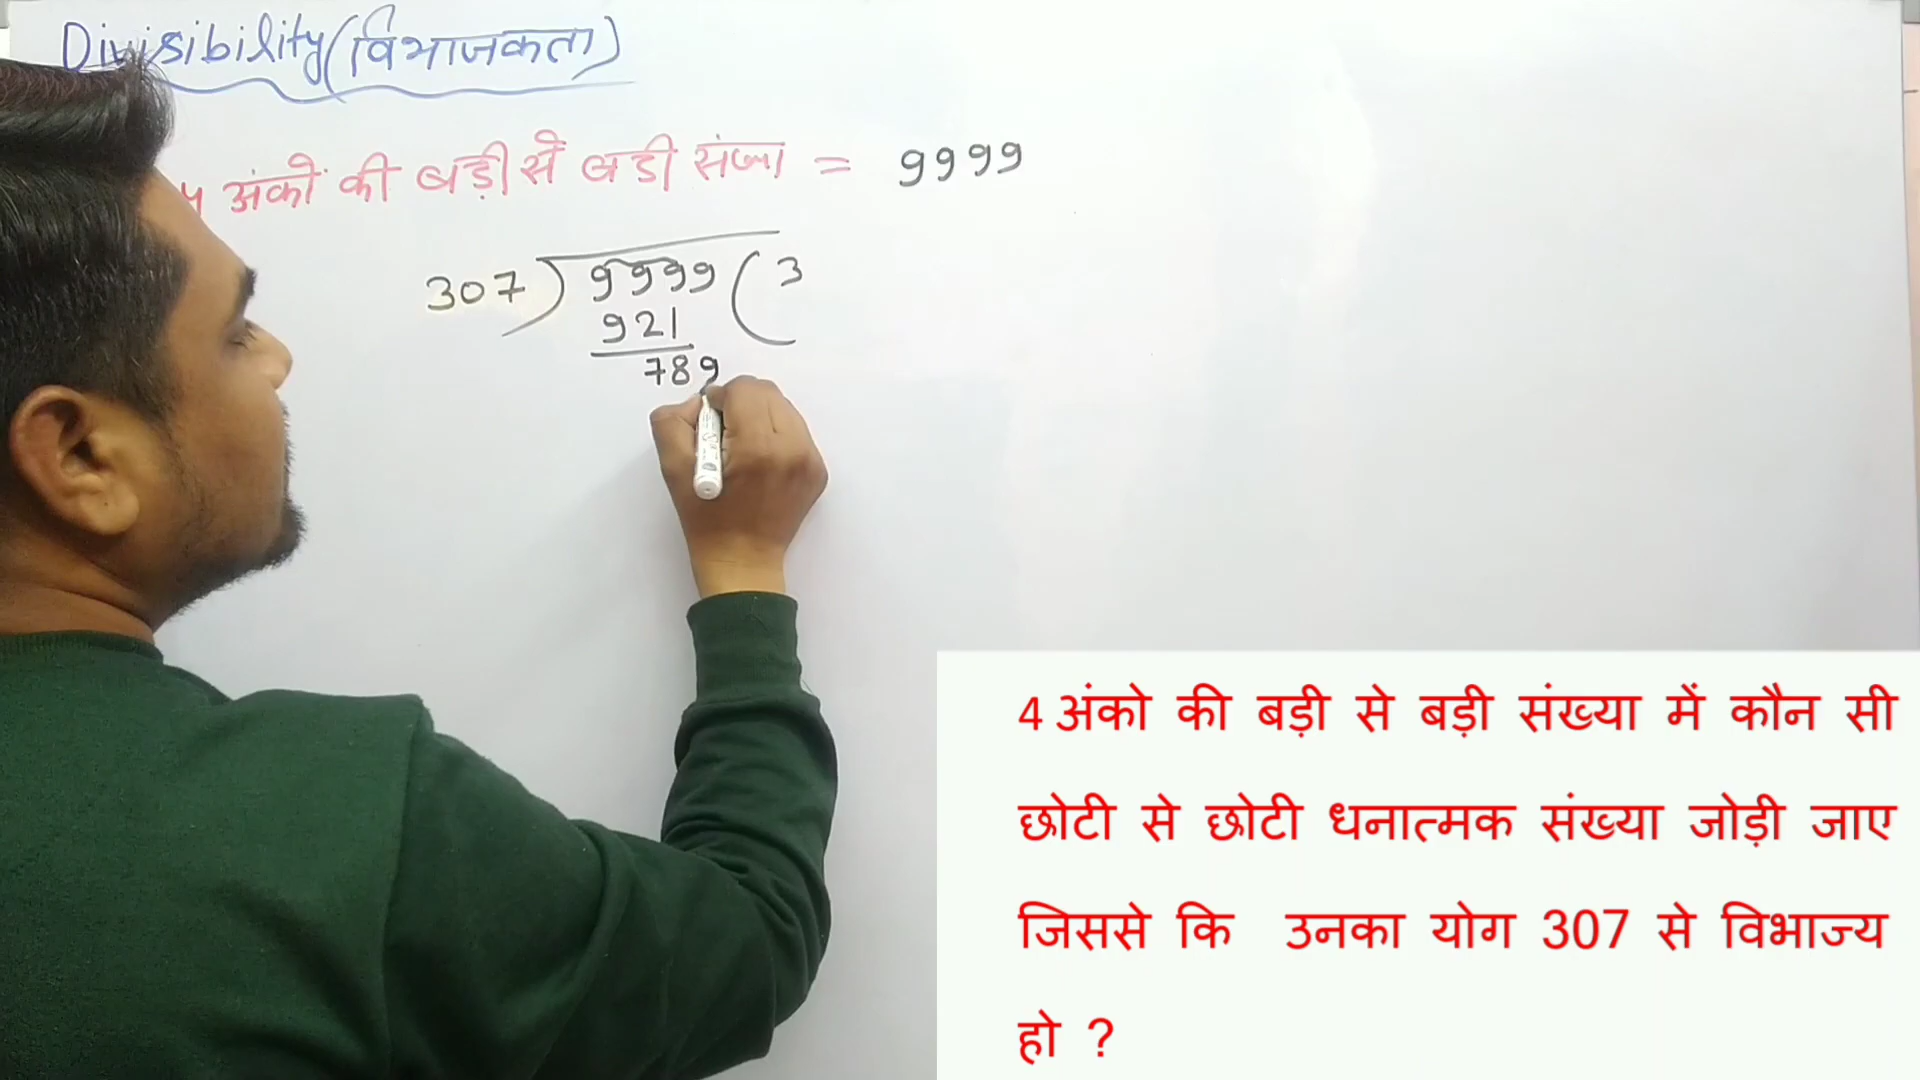 Divisibility (विभाजकता)
4 अंकों की बड़ी से बड़ी संख्या = 9999
307 ) 9999 ( 3
921
789
4 अंको की बड़ी से बड़ी संख्या में कौन सी
छोटी से छोटी धनात्मक संख्या जोड़ी जाए
जिससे कि उनका योग 307 से विभाज्य
हो ?